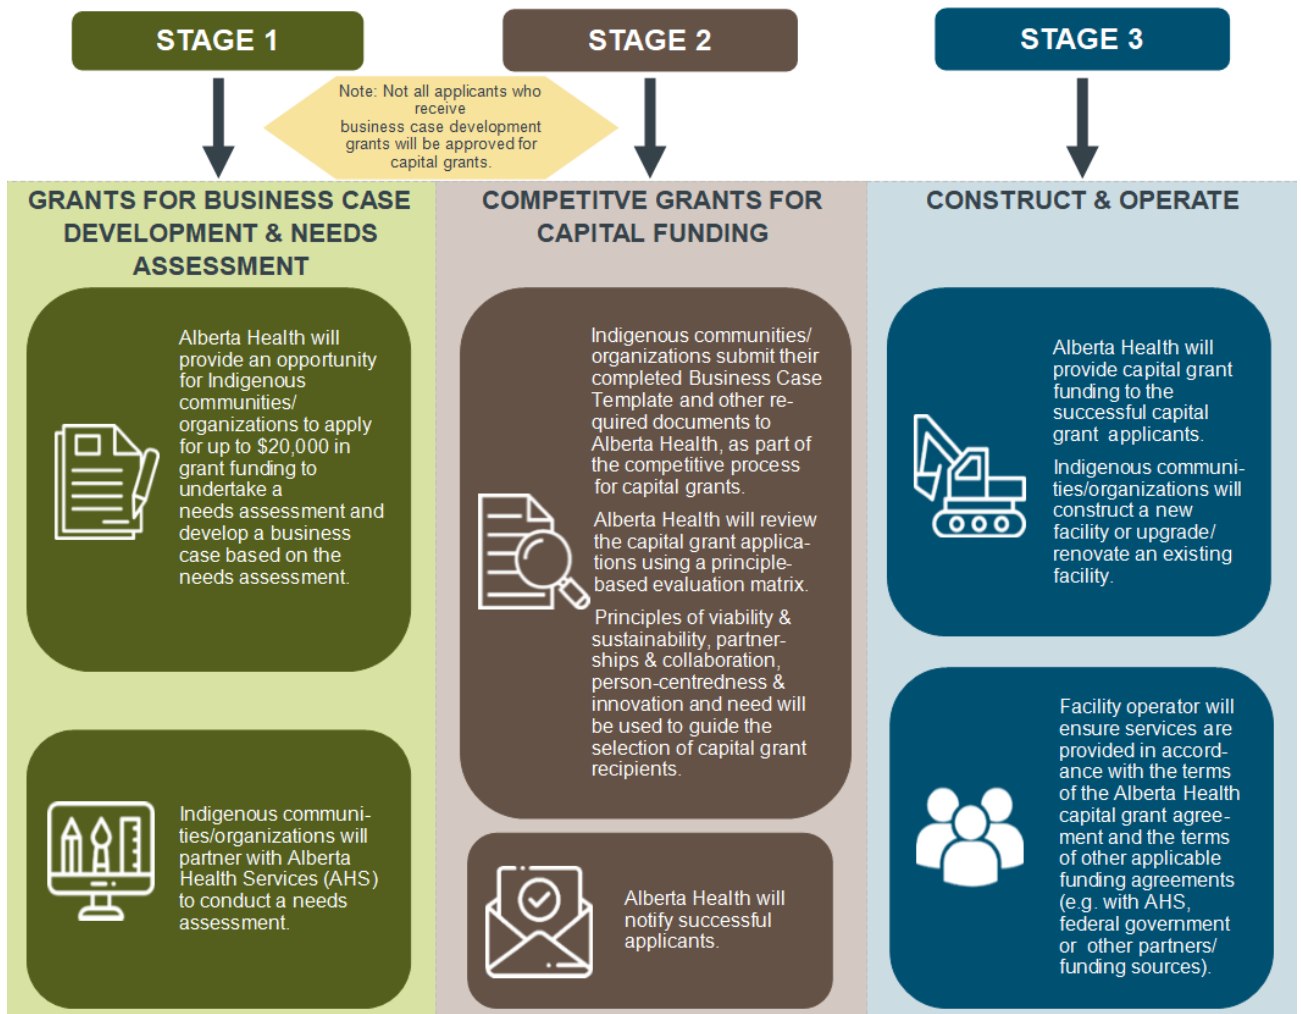 STAGE 1
STAGE 2
STAGE 3
Note: Not all applicants who
receive
business case development
grants will be approved for
capital grants.
GRANTS FOR BUSINESS CASE
DEVELOPMENT & NEEDS
ASSESSMENT
Alberta Health will
provide an opportunity
for Indigenous
communities/
organizations to apply
for up to $20,000 in
grant funding to
undertake a
needs assessment and
develop a business
case based on the
needs assessment.
Indigenous communi-
ties/organizations will
partner with Alberta
Health Services (AHS)
to conduct a needs
assessment.
COMPETITVE GRANTS FOR
CAPITAL FUNDING
Indigenous communities/
organizations submit their
completed Business Case
Template and other re-
quired documents to
Alberta Health, as part of
the competitive process
for capital grants.
Alberta Health will review
the capital grant applica-
tions using a principle-
based evaluation matrix.
Principles of viability &
sustainability, partner-
ships & collaboration,
person-centredness &
innovation and need will
be used to guide the
selection of capital grant
recipients.
Alberta Health will
notify successful
applicants.
CONSTRUCT & OPERATE
Alberta Health will
provide capital grant
funding to the
successful capital
grant applicants.
Indigenous communi-
ties/organizations will
construct a new
facility or upgrade/
renovate an existing
facility.
Facility operator will
ensure services are
provided in accord-
ance with the terms
of the Alberta Health
capital grant agree-
ment and the terms
of other applicable
funding agreements
(e.g. with AHS,
federal government
or other partners/
funding sources).